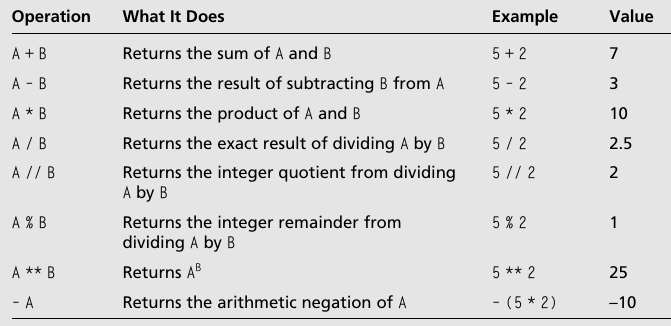 Operation What It Does Example Value
A + B Returns the sum of A and B 5 + 2 7
A - B Returns the result of subtracting B from A 5 - 2 3
A * B Returns the product of A and B 5 * 2 10
A / B Returns the exact result of dividing A by B 5 / 2 2.5
A // B Returns the integer quotient from dividing 5 // 2 2
A by B
A % B Returns the integer remainder from 5 % 2 1
dividing A by B
A ** B Returns Aᴮ 5 ** 2 25
- A Returns the arithmetic negation of A - (5 * 2) –10